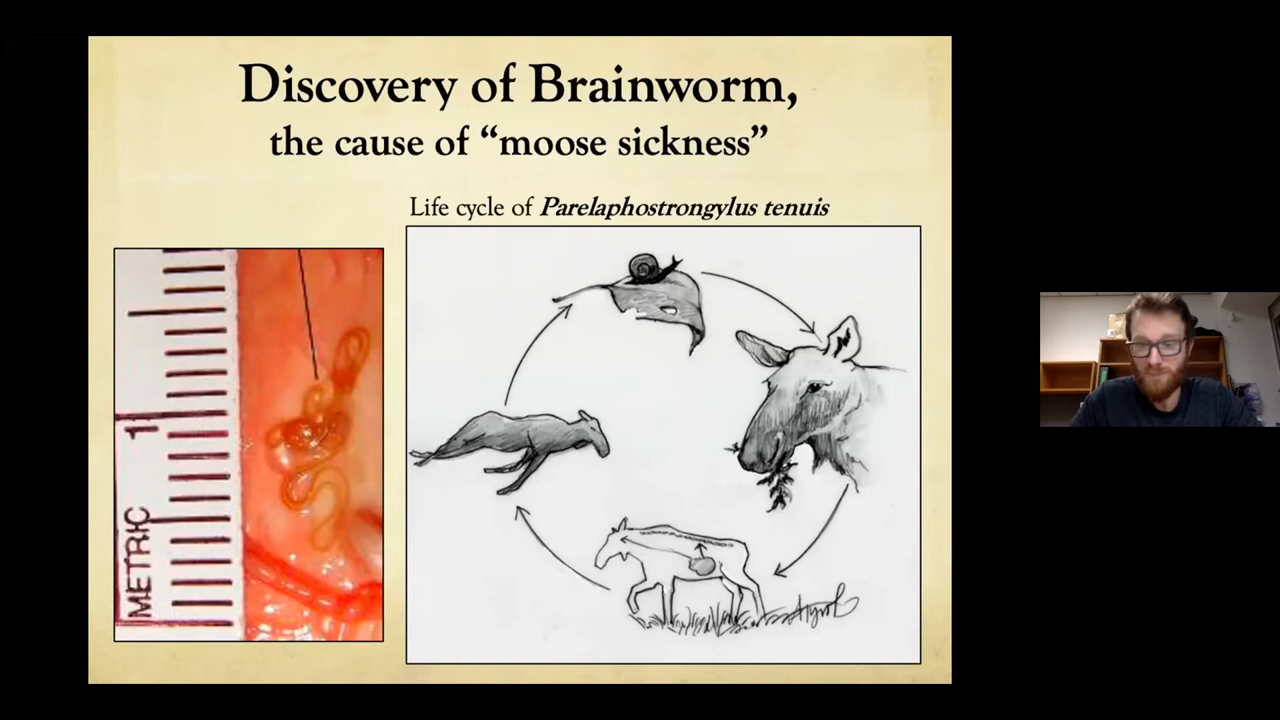 Discovery of Brainworm,
the cause of “moose sickness”
Life cycle of Parelaphostrongylus tenuis
METRIC 1